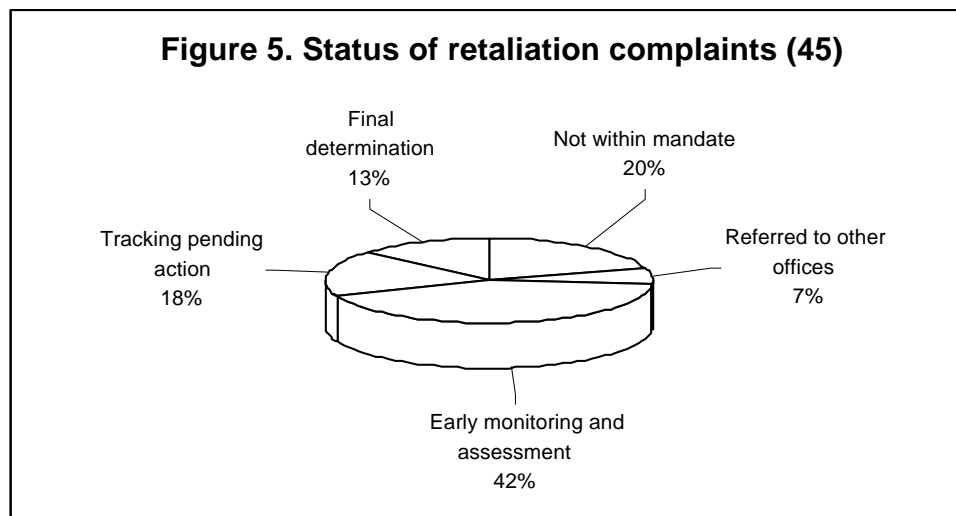 Figure 5. Status of retaliation complaints (45)
Final
determination
13%
Not within mandate
20%
Tracking pending
action
18%
Referred to other
offices
7%
Early monitoring and
assessment
42%